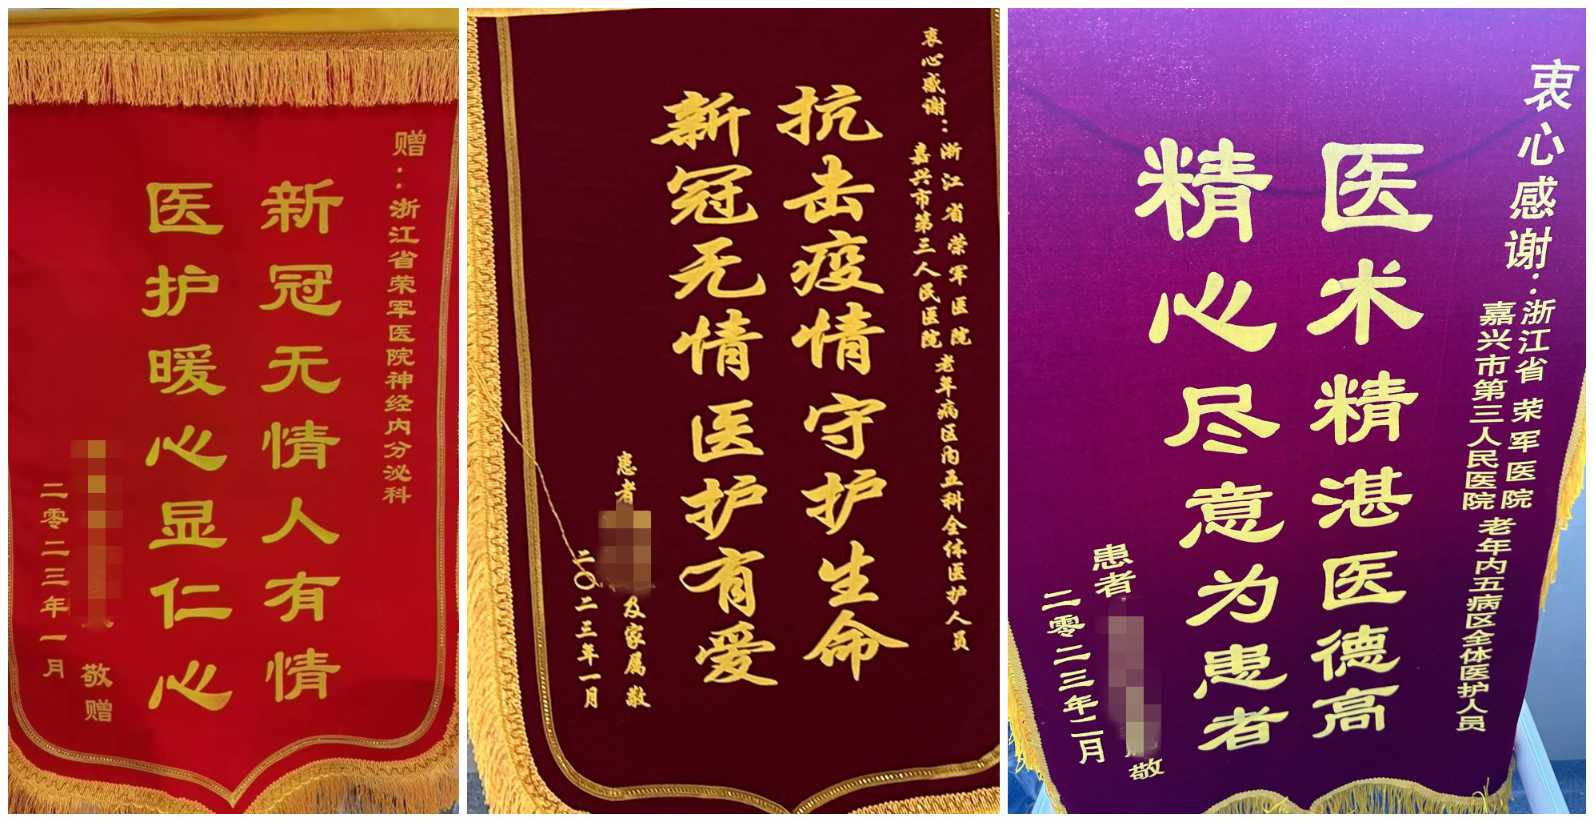 赠：浙江省荣军医院神经内分泌科
新冠无情人有情
医护暖心显仁心
敬赠
二零二三年一月
衷心感谢：浙江省荣军医院
嘉兴市第三人民医院
老年病区内五科全体医护人员
抗击疫情守护生命
新冠无情医护有爱
患者
及家属敬
二〇二三年一月
衷心感谢：浙江省荣军医院
嘉兴市第三人民医院
老年内五病区全体医护人员
医术精湛医德高
精心尽意为患者
患者
敬
二零二三年二月